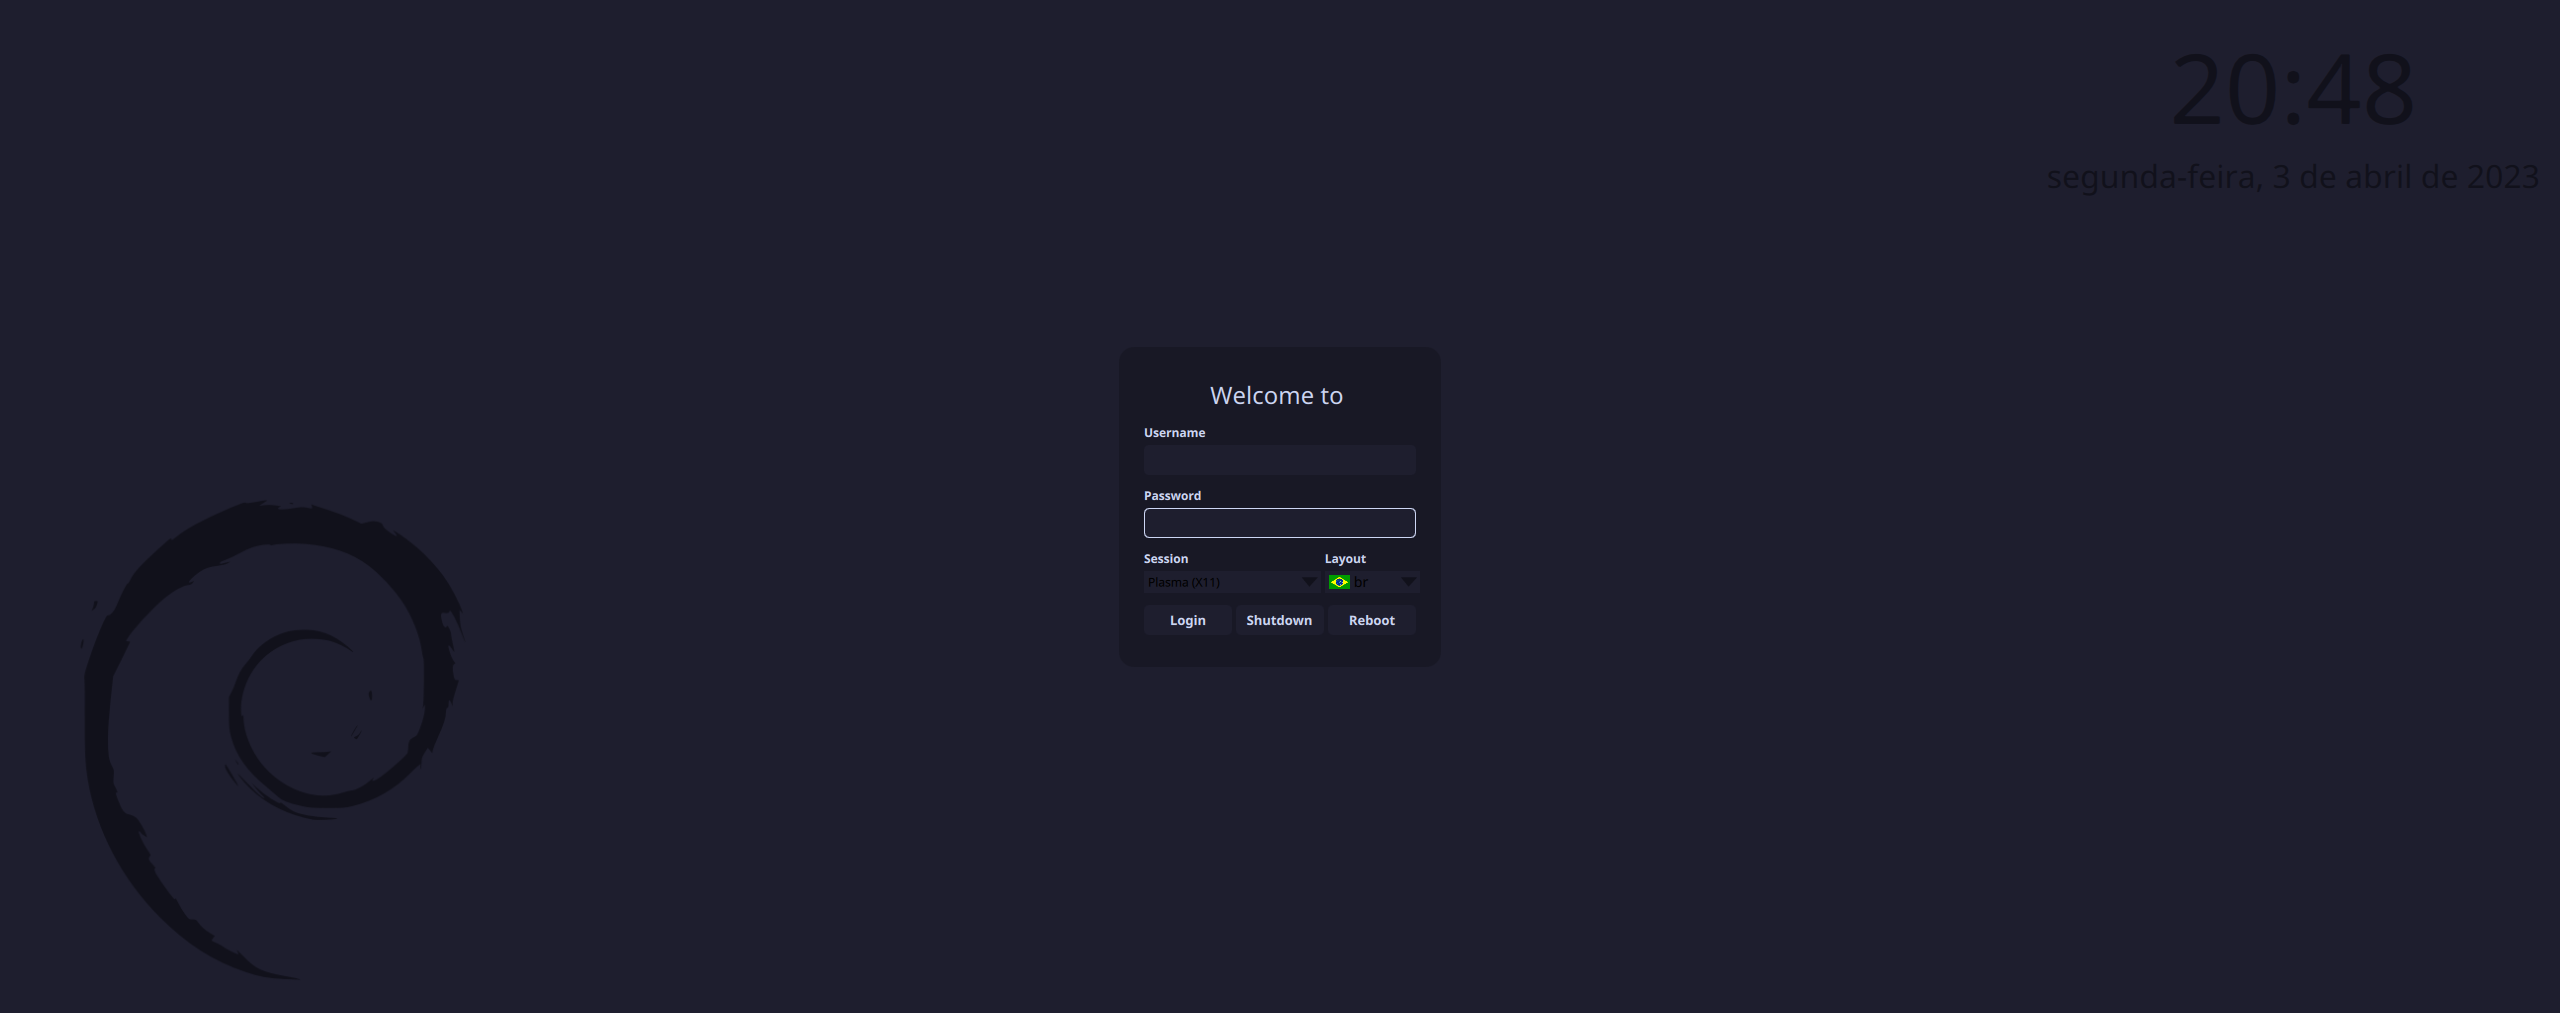 20:48
segunda-feira, 3 de abril de 2023
Welcome to
Username
Password
Session Layout
Plasma (X11) br
Login Shutdown Reboot